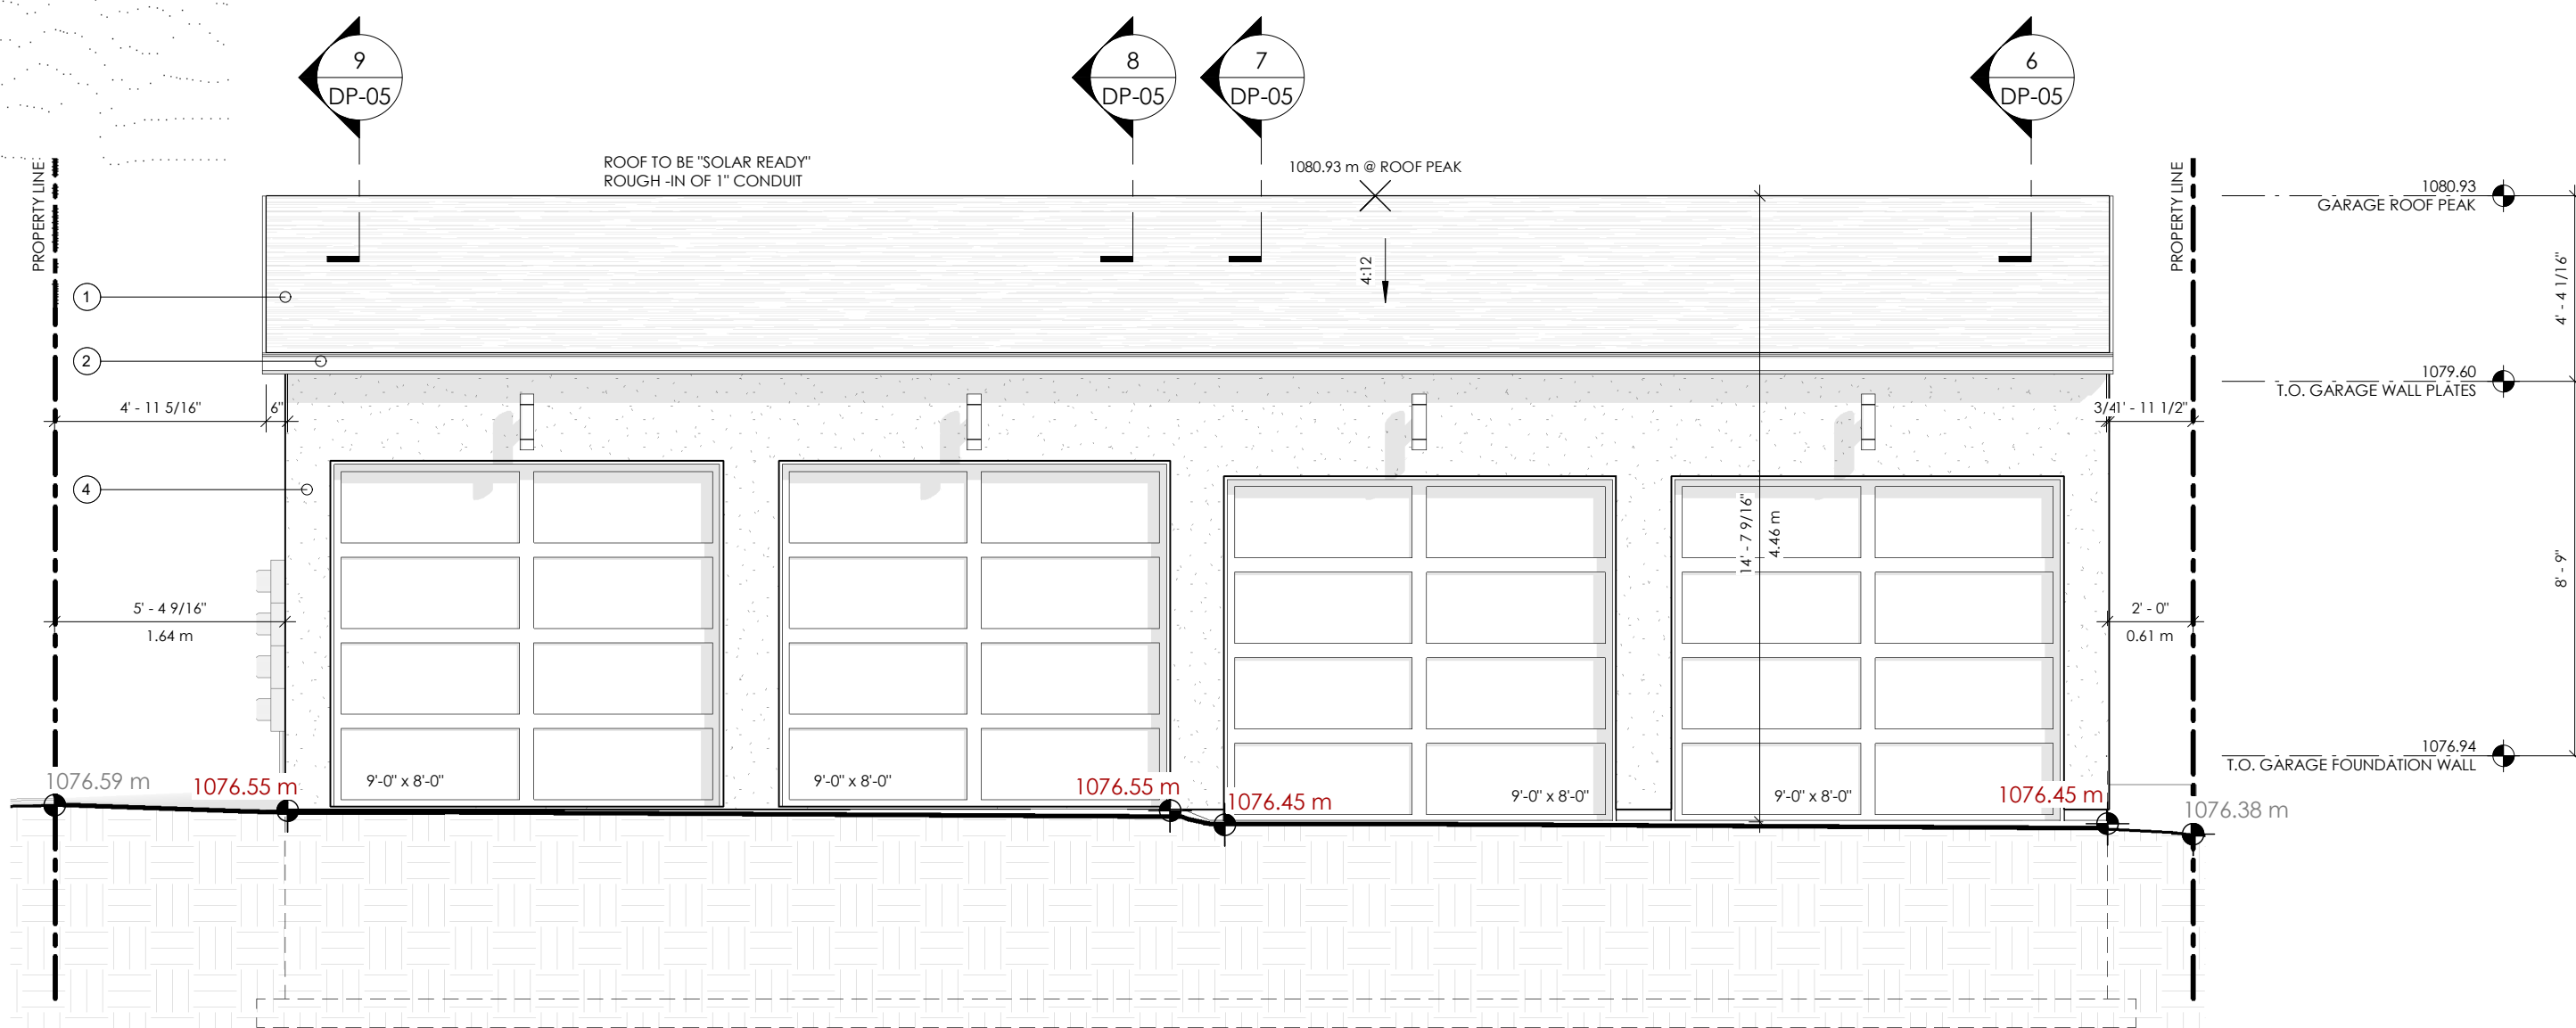 9
DP-05
8
DP-05
7
DP-05
6
DP-05
PROPERTY LINE
ROOF TO BE "SOLAR READY"
ROUGH -IN OF 1" CONDUIT
1080.93 m @ ROOF PEAK
PROPERTY LINE
1080.93
GARAGE ROOF PEAK
4:12
4' - 4 1/16"
1
2
1079.60
T.O. GARAGE WALL PLATES
4' - 11 5/16"
6"
3/4
1' - 11 1/2"
4
14' - 7 9/16"
4.46 m
8' - 9"
5' - 4 9/16"
1.64 m
2' - 0"
0.61 m
1076.94
T.O. GARAGE FOUNDATION WALL
1076.59 m
1076.55 m
9'-0" x 8'-0"
9'-0" x 8'-0"
1076.55 m
1076.45 m
9'-0" x 8'-0"
9'-0" x 8'-0"
1076.45 m
1076.38 m